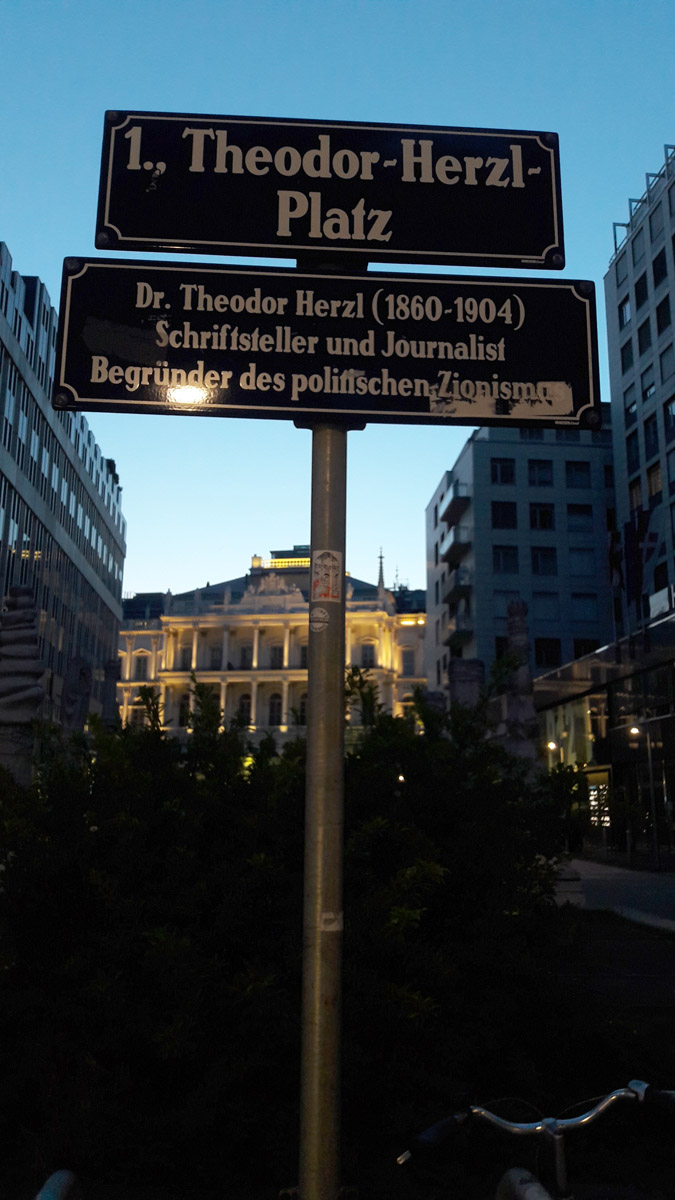 1., Theodor-Herzl-
Platz
Dr. Theodor Herzl (1860-1904)
Schriftsteller und Journalist
Begründer des politischen Zionismus